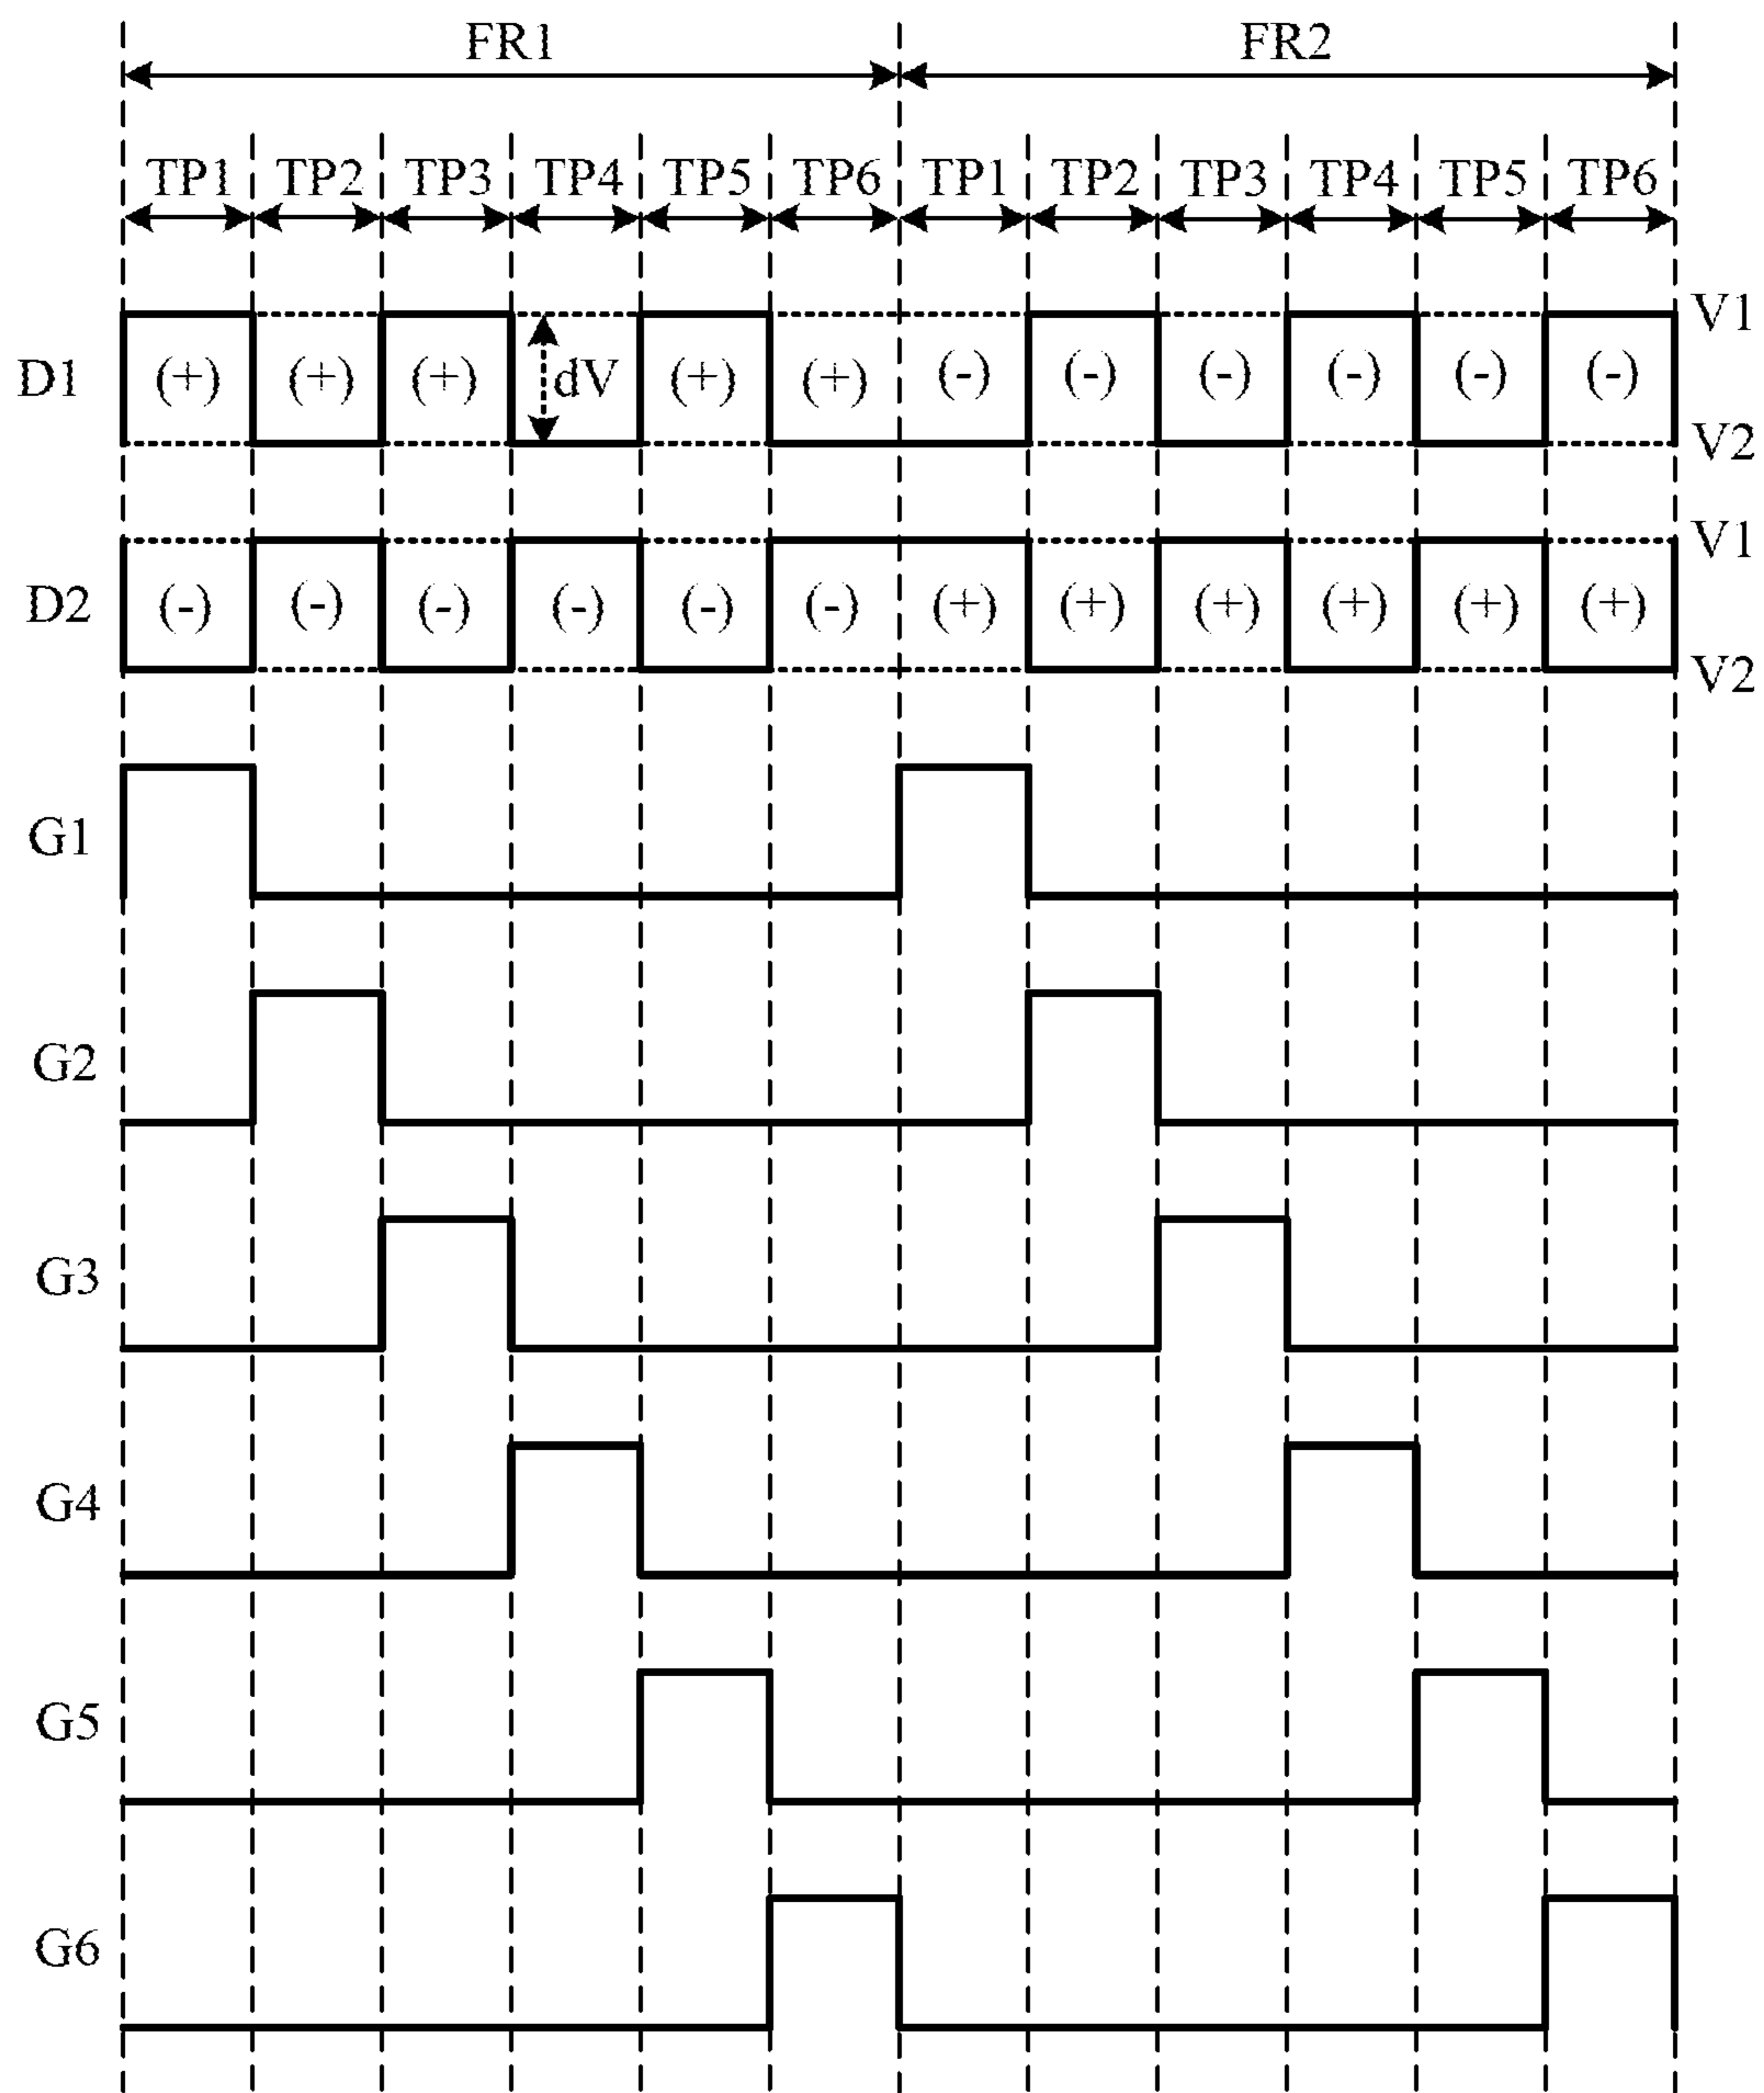 FR1 FR2
TP1 TP2 TP3 TP4 TP5 TP6 TP1 TP2 TP3 TP4 TP5 TP6
V1
D1 (+) (+) (+) dV (+) (+) (-) (-) (-) (-) (-) (-)
V2
V1
D2 (-) (-) (-) (-) (-) (-) (+) (+) (+) (+) (+) (+)
V2
G1
G2
G3
G4
G5
G6